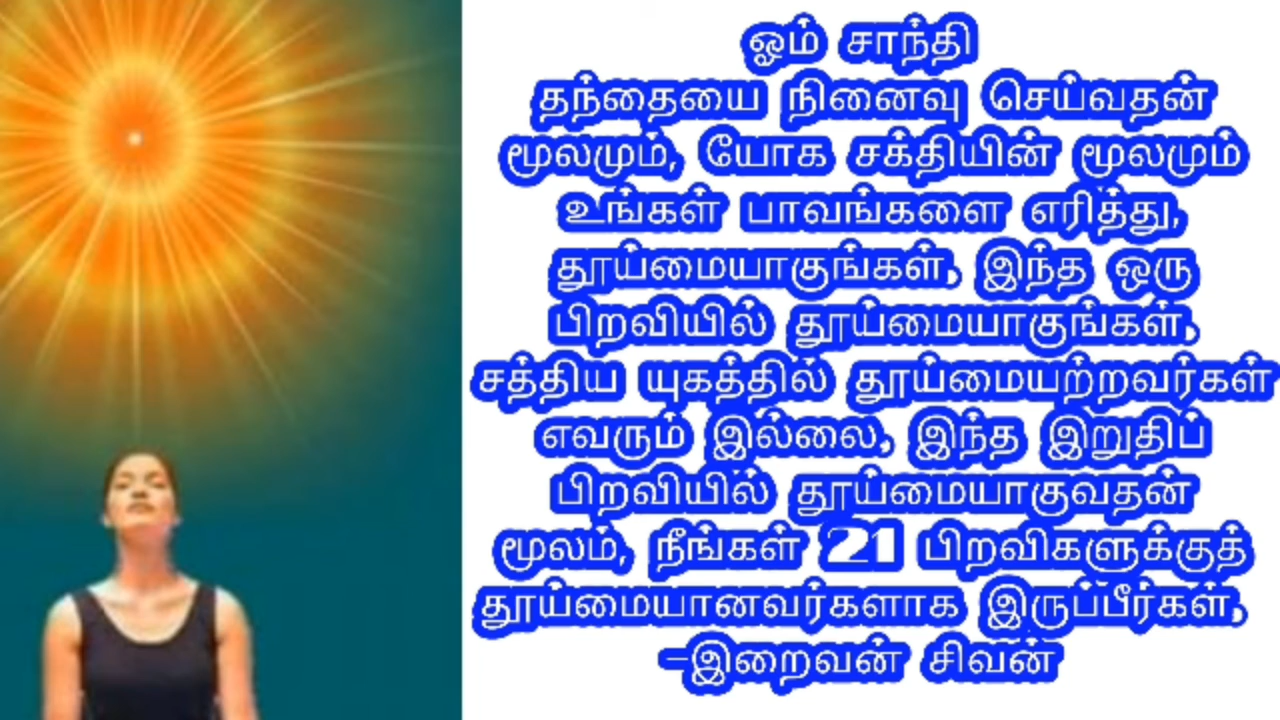 ஓம் சாந்தி
தந்தையை நினைவு செய்வதன்
மூலமும், யோக சக்தியின் மூலமும்
உங்கள் பாவங்களை எரித்து,
தூய்மையாகுங்கள், இந்த ஒரு
பிறவியில் தூய்மையாகுங்கள்,
சத்திய யுகத்தில் தூய்மையற்றவர்கள்
எவரும் இல்லை, இந்த இறுதிப்
பிறவியில் தூய்மையாகுவதன்
மூலம், நீங்கள் 21 பிறவிகளுக்குத்
தூய்மையானவர்களாக இருப்பீர்கள்,
-இறைவன் சிவன்